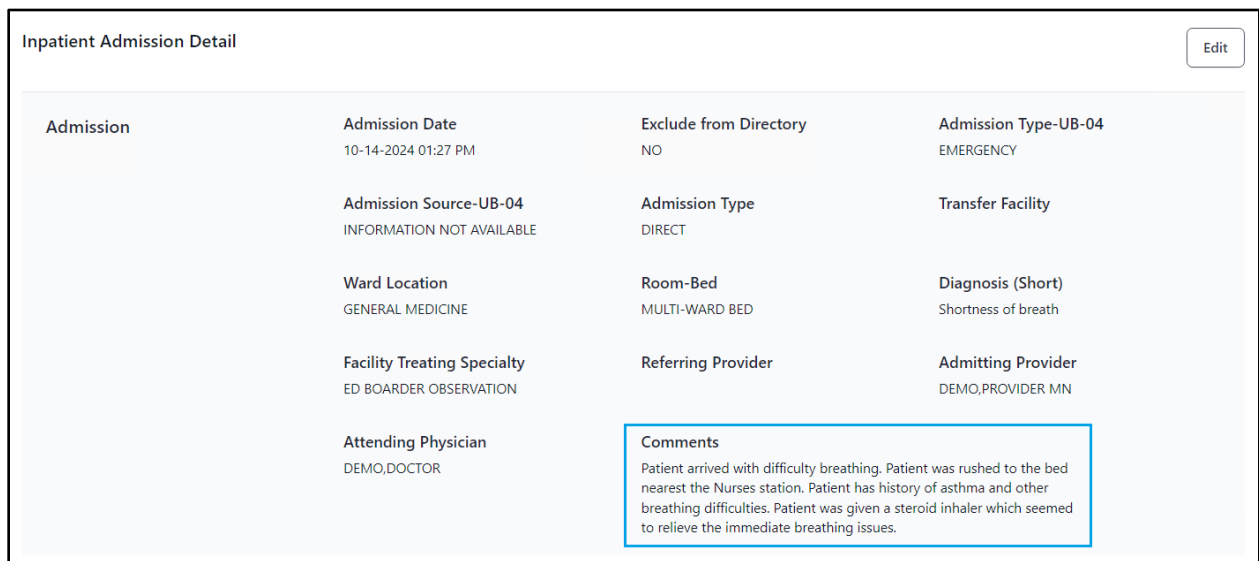 Inpatient Admission Detail
Edit
Admission
Admission Date
10-14-2024 01:27 PM
Exclude from Directory
NO
Admission Type-UB-04
EMERGENCY
Admission Source-UB-04
INFORMATION NOT AVAILABLE
Admission Type
DIRECT
Transfer Facility
Ward Location
GENERAL MEDICINE
Room-Bed
MULTI-WARD BED
Diagnosis (Short)
Shortness of breath
Facility Treating Specialty
ED BOARDER OBSERVATION
Referring Provider
Admitting Provider
DEMO,PROVIDER MN
Attending Physician
DEMO,DOCTOR
Comments
Patient arrived with difficulty breathing. Patient was rushed to the bed
nearest the Nurses station. Patient has history of asthma and other
breathing difficulties. Patient was given a steroid inhaler which seemed
to relieve the immediate breathing issues.